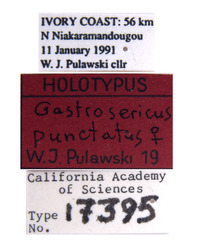 IVORY COAST: 56 km
N Niakaramandougou
11 January 1991
W. J. Pulawski cllr
HOLOTYPUS
Gastrosericus
punctatus ♀
W. J. Pulawski 19
California Academy
of Sciences
Type
No. 17395